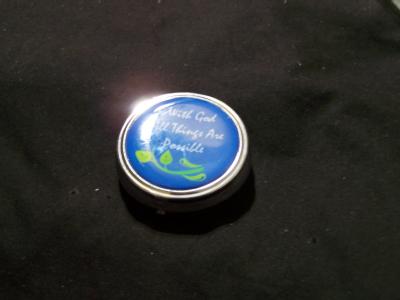 With God
All Things Are
Possible